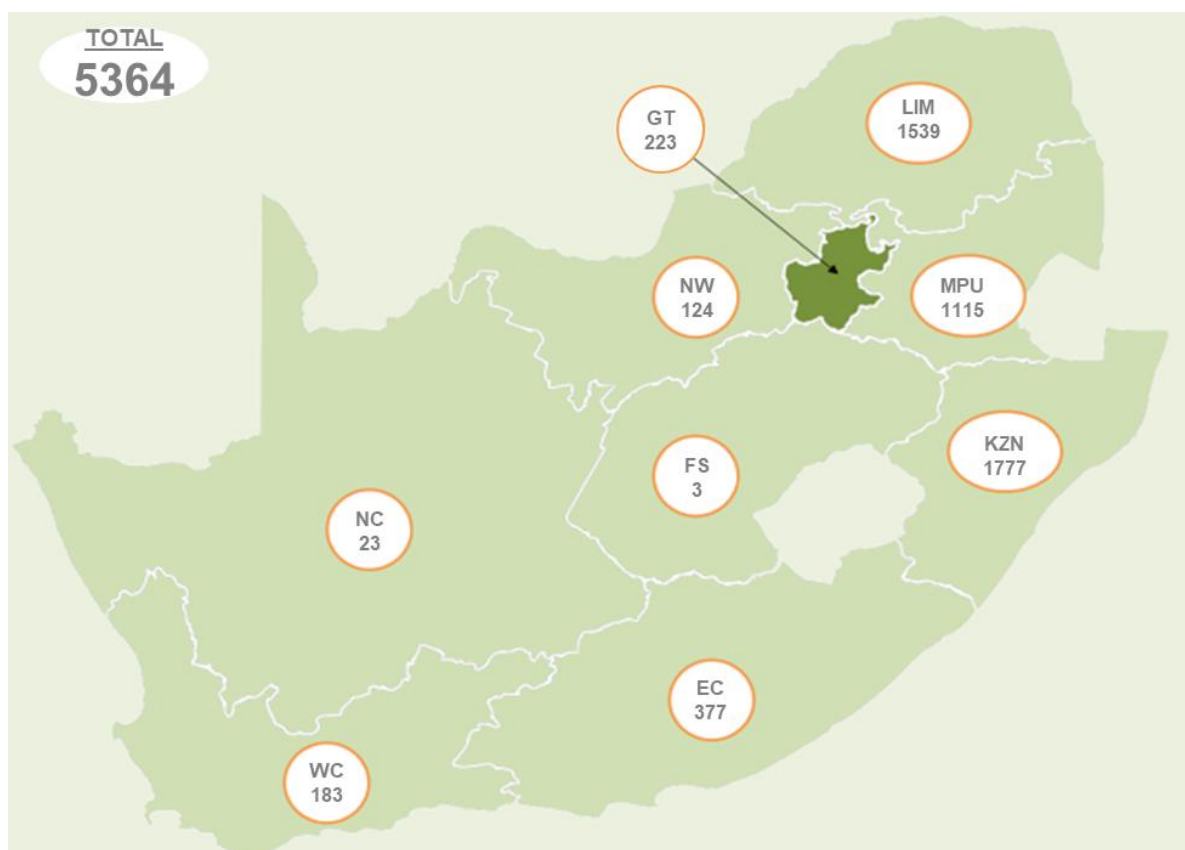 TOTAL
5364
LIM
1539
GT
223
NW
124
MPU
1115
KZN
1777
FS
3
NC
23
EC
377
WC
183